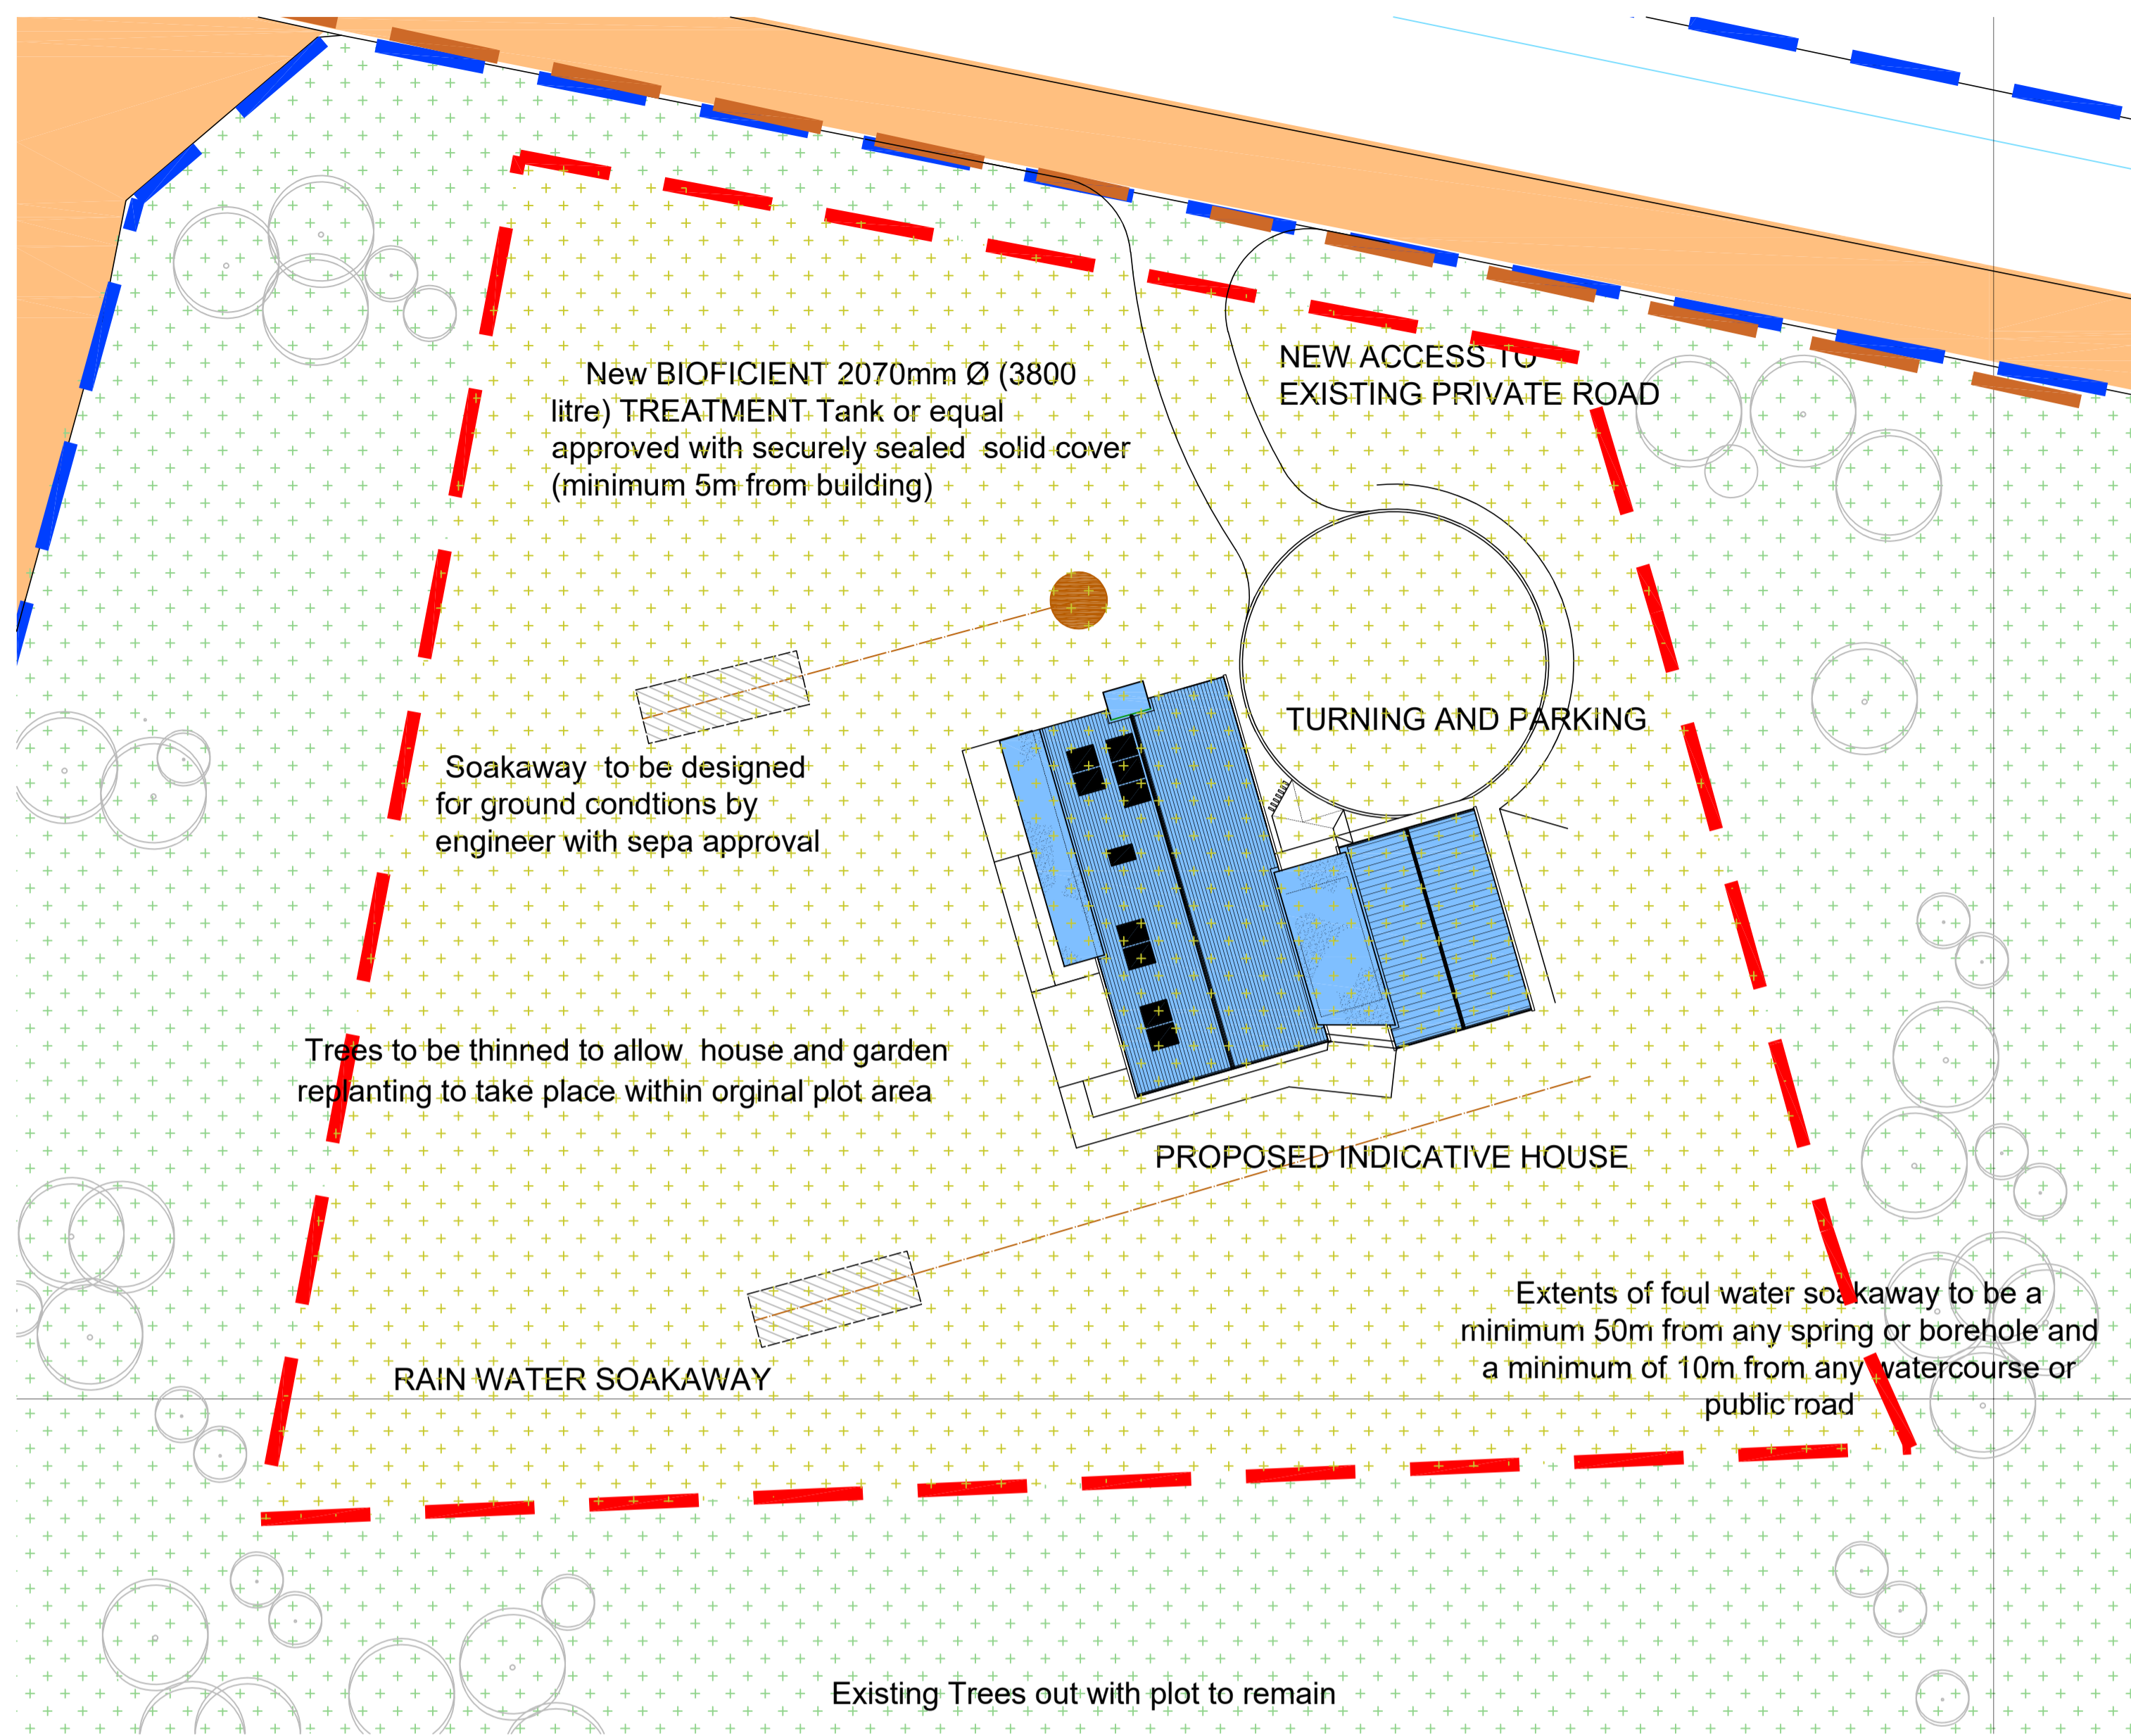 New BIOFICIENT 2070mm Ø (3800
litre) TREATMENT Tank or equal
approved with securely sealed solid cover
(minimum 5m from building)
NEW ACCESS TO
EXISTING PRIVATE ROAD
TURNING AND PARKING
Soakaway to be designed
for ground condtions by
engineer with sepa approval
Trees to be thinned to allow house and garden
replanting to take place within orginal plot area
PROPOSED INDICATIVE HOUSE
Extents of foul water soakaway to be a
minimum 50m from any spring or borehole and
a minimum of 10m from any watercourse or
public road
RAIN WATER SOAKAWAY
Existing Trees out with plot to remain